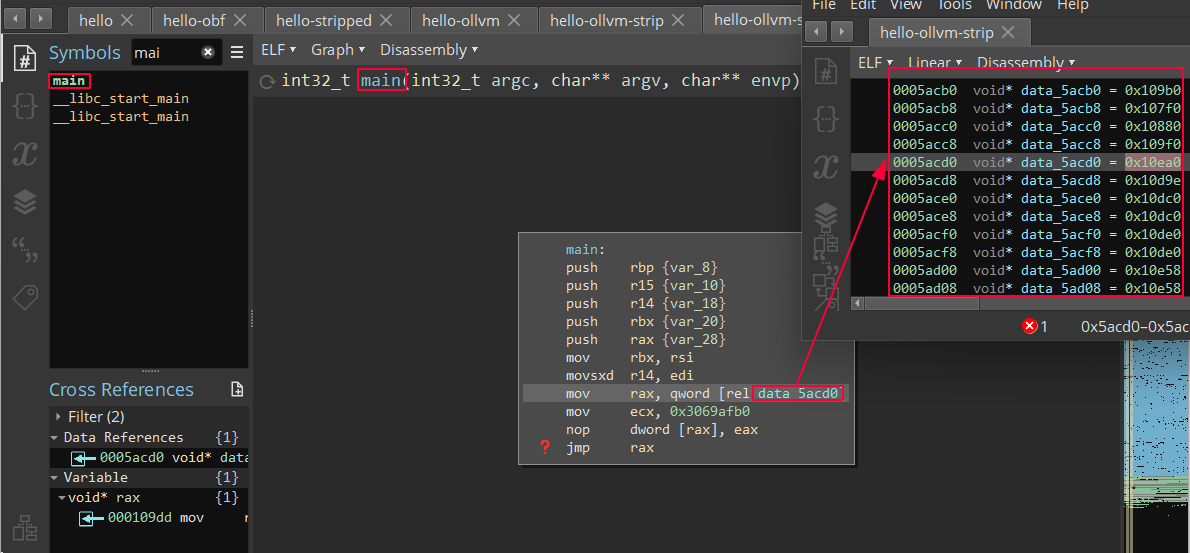 hello
hello-obf
hello-stripped
hello-ollvm
hello-ollvm-strip
hello-ollvm-s
Symbols
mai
main
__libc_start_main
__libc_start_main
ELF
Graph
Disassembly
int32_t main(int32_t argc, char** argv, char** envp)
main:
push rbp {var_8}
push r15 {var_10}
push r14 {var_18}
push rbx {var_20}
push rax {var_28}
mov rbx, rsi
movsxd r14, edi
mov rax, qword [rel data_5acd0]
mov ecx, 0x3069afb0
nop dword [rax], eax
? jmp rax
Cross References
Filter (2)
Data References {1}
0005acd0 void* data
Variable {1}
void* rax {1}
000109dd mov r
File Edit View Tools Window Help
hello-ollvm-strip
ELF
Linear
Disassembly
0005acb0 void* data_5acb0 = 0x109b0
0005acb8 void* data_5acb8 = 0x107f0
0005acc0 void* data_5acc0 = 0x10880
0005acc8 void* data_5acc8 = 0x109f0
0005acd0 void* data_5acd0 = 0x10ea0
0005acd8 void* data_5acd8 = 0x10d9e
0005ace0 void* data_5ace0 = 0x10dc0
0005ace8 void* data_5ace8 = 0x10dc0
0005acf0 void* data_5acf0 = 0x10de0
0005acf8 void* data_5acf8 = 0x10de0
0005ad00 void* data_5ad00 = 0x10e58
0005ad08 void* data_5ad08 = 0x10e58
1
0x5acd0–0x5ac